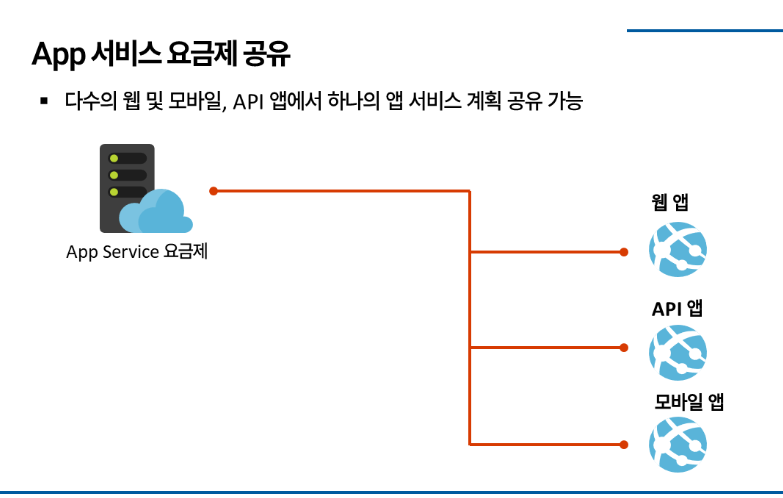 App 서비스 요금제 공유
▪ 다수의 웹 및 모바일, API 앱에서 하나의 앱 서비스 계획 공유 가능
App Service 요금제
웹 앱
API 앱
모바일 앱